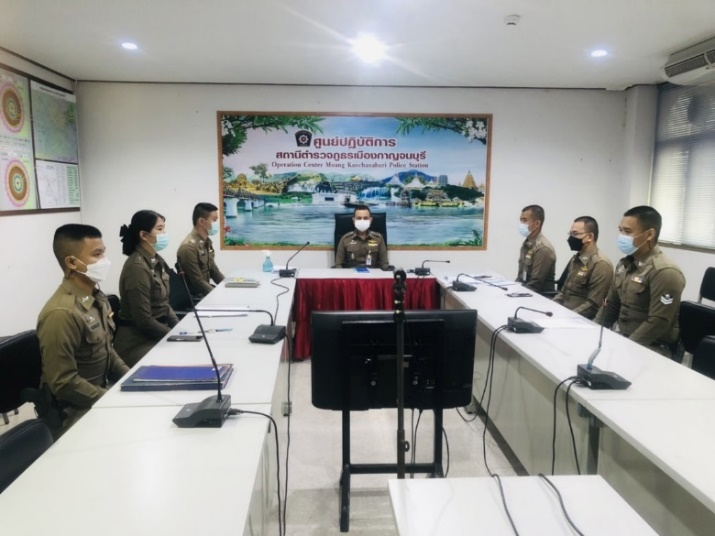 ศูนย์ปฏิบัติการ
สถานีตำรวจภูธรเมืองกาญจนบุรี
Operation Center Muang Kanchanaburi Police Station